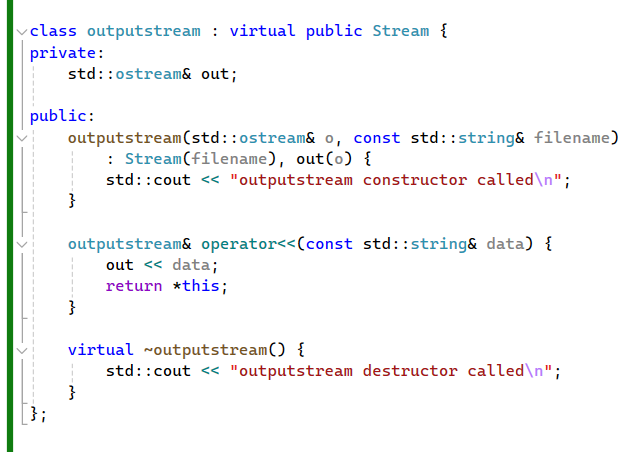 class outputstream : virtual public Stream {
private:
    std::ostream& out;
public:
    outputstream(std::ostream& o, const std::string& filename)
        : Stream(filename), out(o) {
        std::cout << "outputstream constructor called\n";
    }
    outputstream& operator<<(const std::string& data) {
        out << data;
        return *this;
    }
    virtual ~outputstream() {
        std::cout << "outputstream destructor called\n";
    }
};